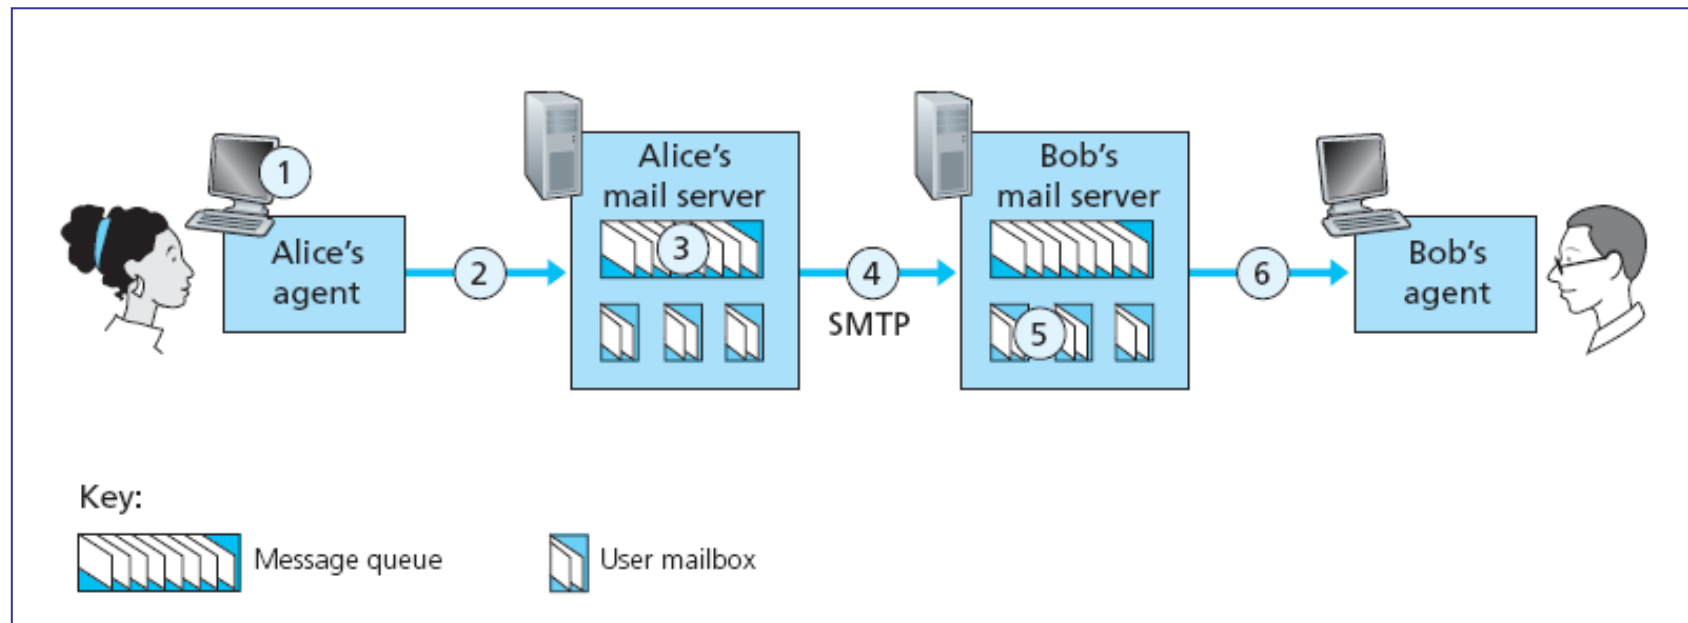 1
Alice's
agent
2
Alice's
mail server
3
4
SMTP
Bob's
mail server
5
6
Bob's
agent
Key:
Message queue
User mailbox